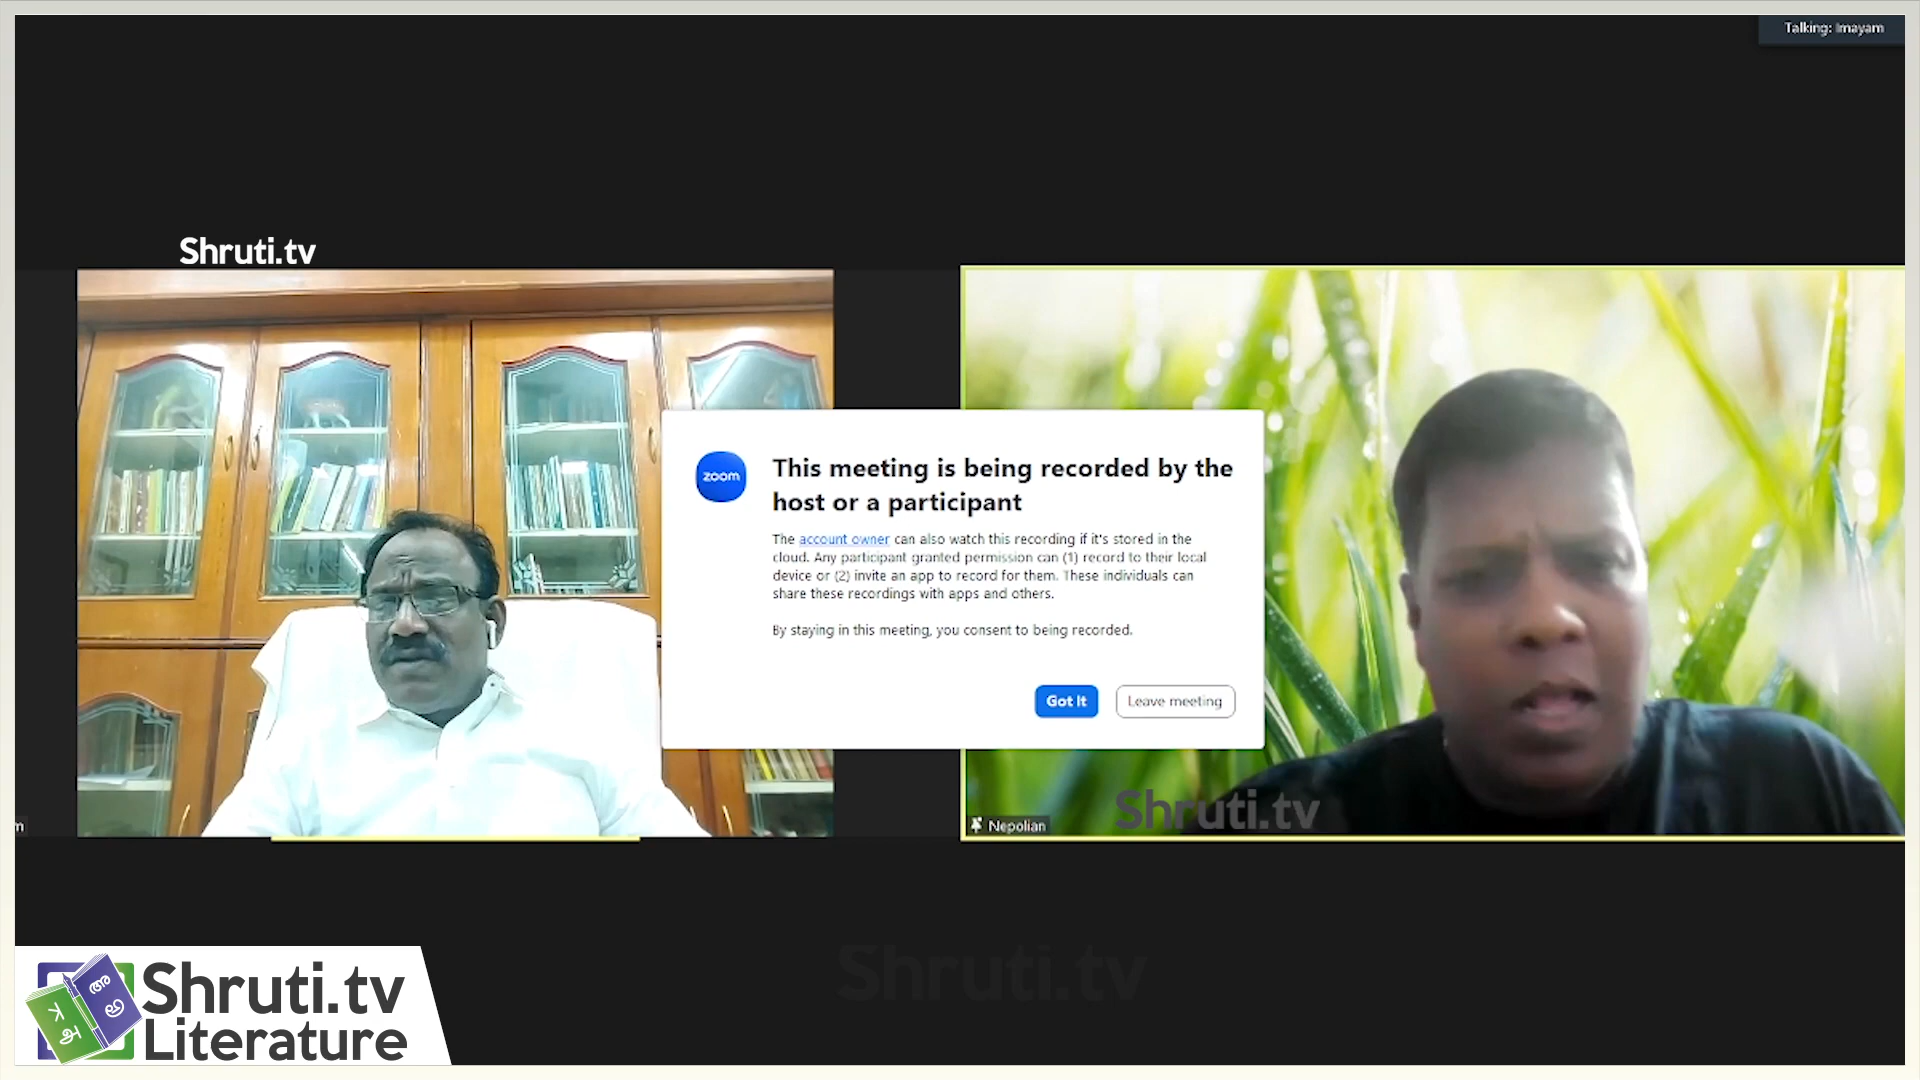 Talking: Imayam
Shruti.tv
zoom
This meeting is being recorded by the
host or a participant
The account owner can also watch this recording if it's stored in the
cloud. Any participant granted permission can (1) record to their local
device or (2) invite an app to record for them. These individuals can
share these recordings with apps and others.
By staying in this meeting, you consent to being recorded.
Got It
Leave meeting
m
Nepolian
Shruti.tv
Shruti.tv
Shruti.tv
Literature